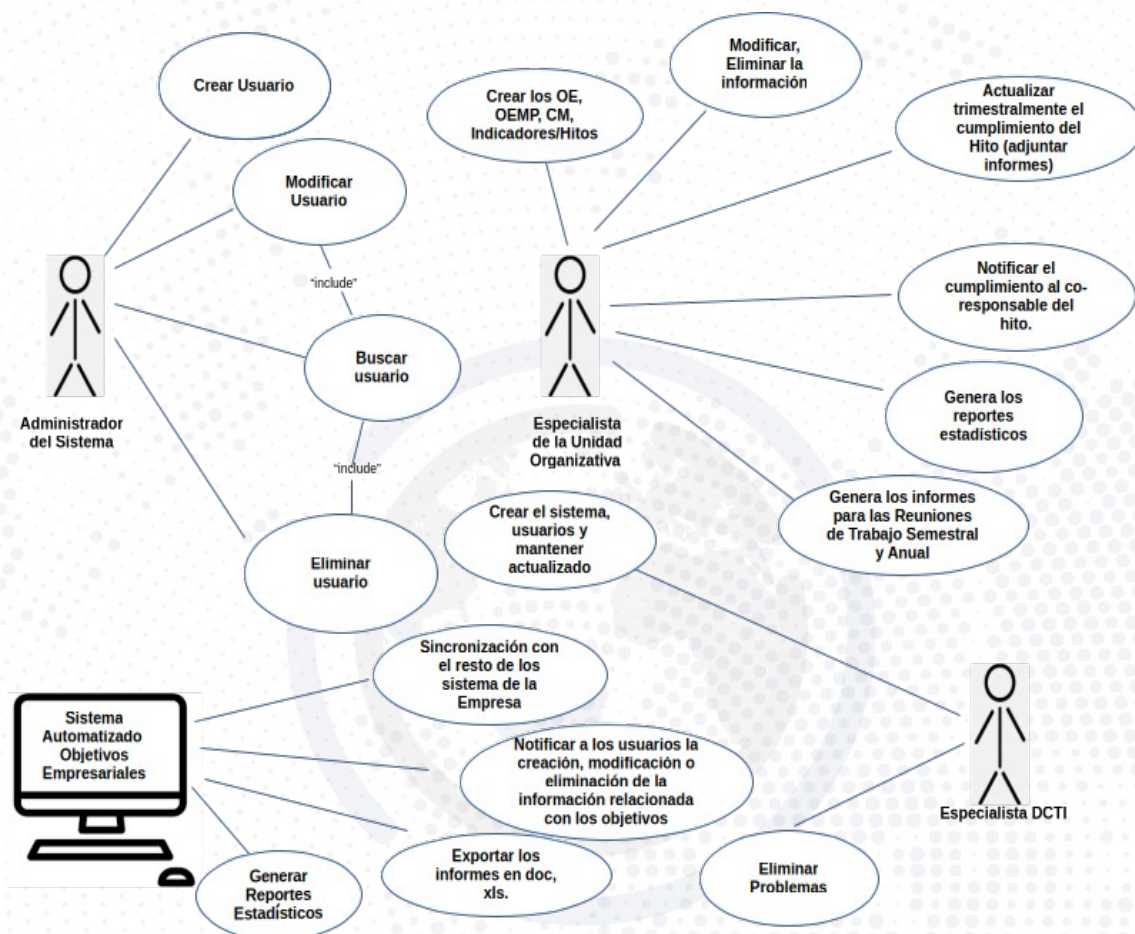 Crear Usuario
Modificar
Usuario
"include"
Buscar
usuario
"include"
Eliminar
usuario
Administrador
del Sistema
Crear los OE,
OEMP, CM,
Indicadores/Hitos
Modificar,
Eliminar la
información
Actualizar
trimestralmente el
cumplimiento del
Hito (adjuntar
informes)
Notificar el
cumplimiento al co-
responsable del
hito.
Genera los
reportes
estadísticos
Genera los informes
para las Reuniones
de Trabajo Semestral
y Anual
Especialista
de la Unidad
Organizativa
Crear el sistema,
usuarios y
mantener
actualizado
Sincronización con
el resto de los
sistema de la
Empresa
Notificar a los usuarios la
creación, modificación o
eliminación de la
información relacionada
con los objetivos
Exportar los
informes en doc,
xls.
Generar
Reportes
Estadísticos
Sistema
Automatizado
Objetivos
Empresariales
Eliminar
Problemas
Especialista DCTI